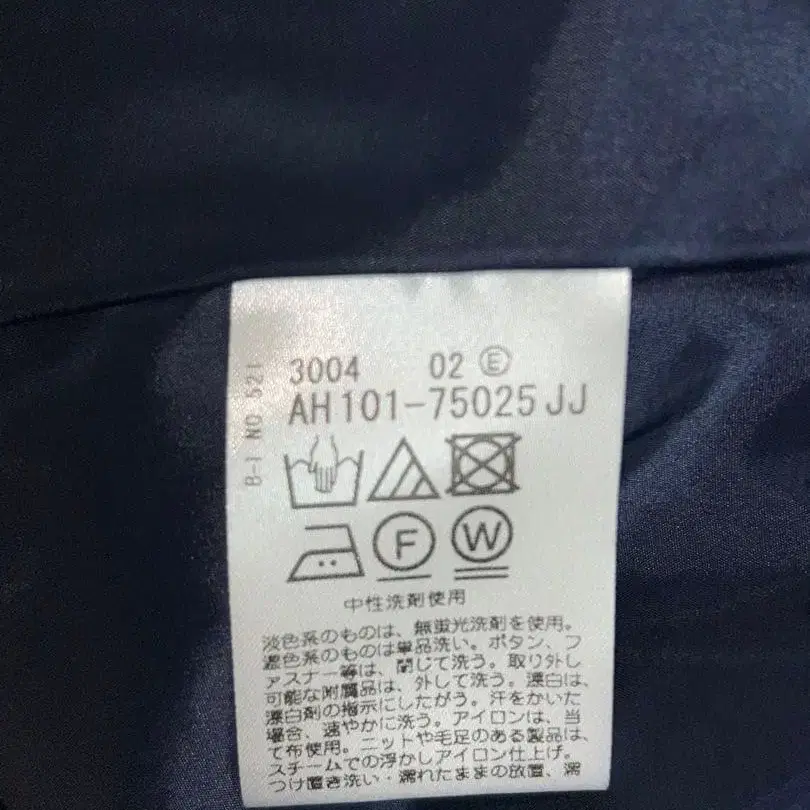 B-1 NO 521
3004 02 Ⓔ
AH101-75025JJ
F W
中性洗剤使用
淡色系のものは、無蛍光洗剤を使用。
濃色系のものは単品洗い。ボタン、フ
ァスナー等は、閉じて洗う。取り外し
可能な附属品は、外して洗う。漂白は、
漂白剤の指示にしたがう。汗をかいた
場合、速やかに洗う。アイロンは、当
て布使用。ニットや毛足のある製品は、
スチームでの浮かしアイロン仕上げ。
つけ置き洗い・濡れたままの放置、濡